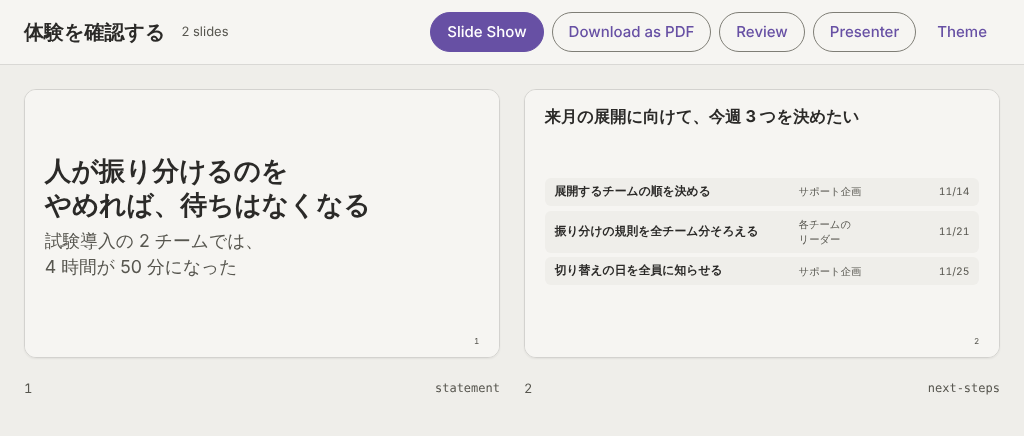 体験を確認する 2 slides Slide Show Download as PDF Review Presenter Theme
人が振り分けるのを
やめれば、待ちはなくなる
試験導入の 2 チームでは、
4 時間が 50 分になった
1
1 statement
来月の展開に向けて、今週 3 つを決めたい
展開するチームの順を決める サポート企画 11/14
振り分けの規則を全チーム分そろえる 各チームの
リーダー 11/21
切り替えの日を全員に知らせる サポート企画 11/25
2
2 next-steps